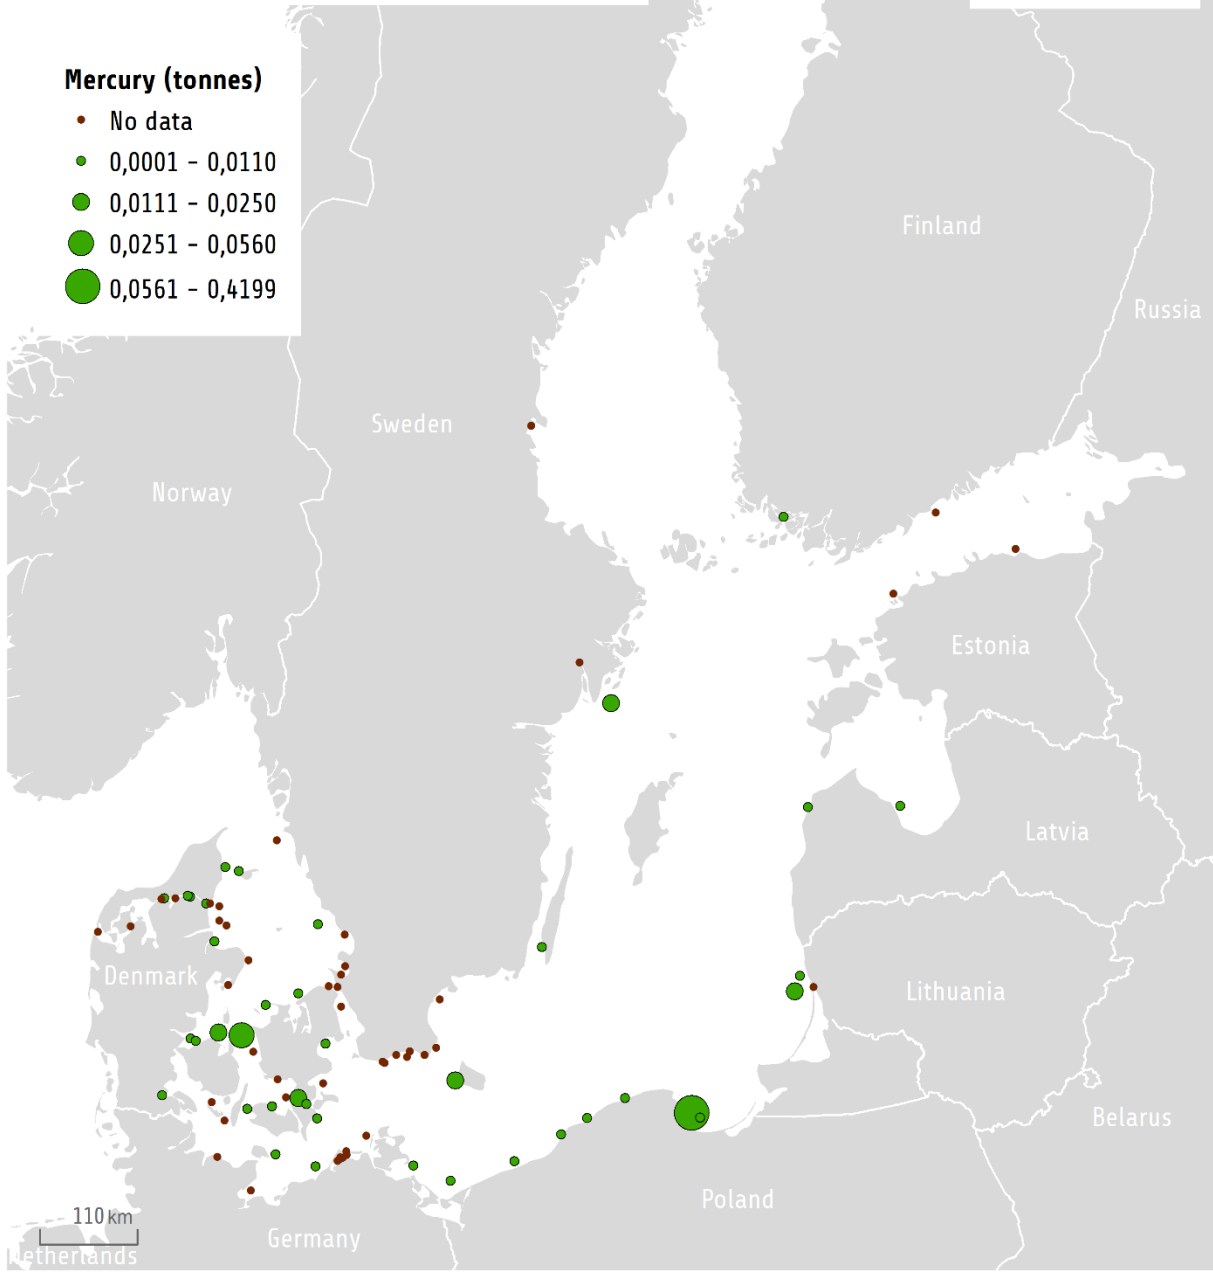 Mercury (tonnes)
No data
0,0001 – 0,0110
0,0111 – 0,0250
0,0251 – 0,0560
0,0561 – 0,4199
Finland
Russia
Sweden
Norway
Estonia
Latvia
Denmark
Lithuania
Belarus
Poland
110 km
Germany
Netherlands